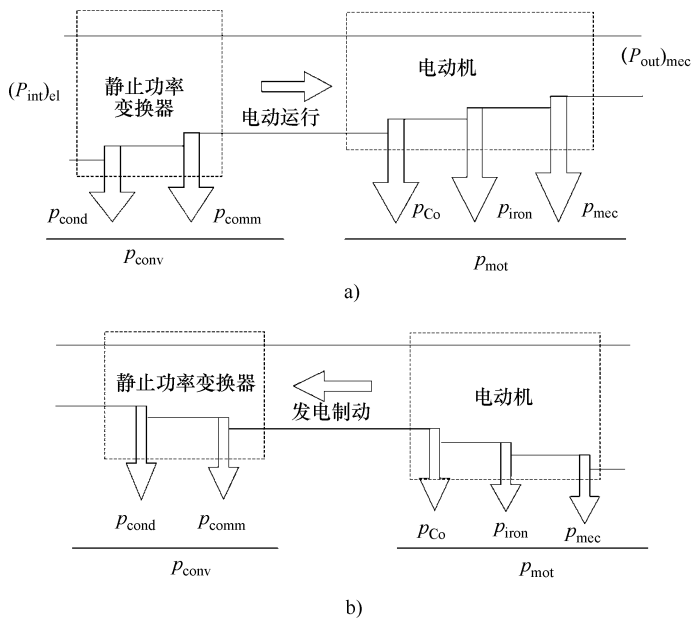 静止功率
变换器
电动机
(P_int)_el
(P_out)_mec
电动运行
p_cond
p_comm
p_Co
p_iron
p_mec
p_conv
p_mot
a)
静止功率变换器
电动机
发电制动
p_cond
p_comm
p_Co
p_iron
p_mec
p_conv
p_mot
b)